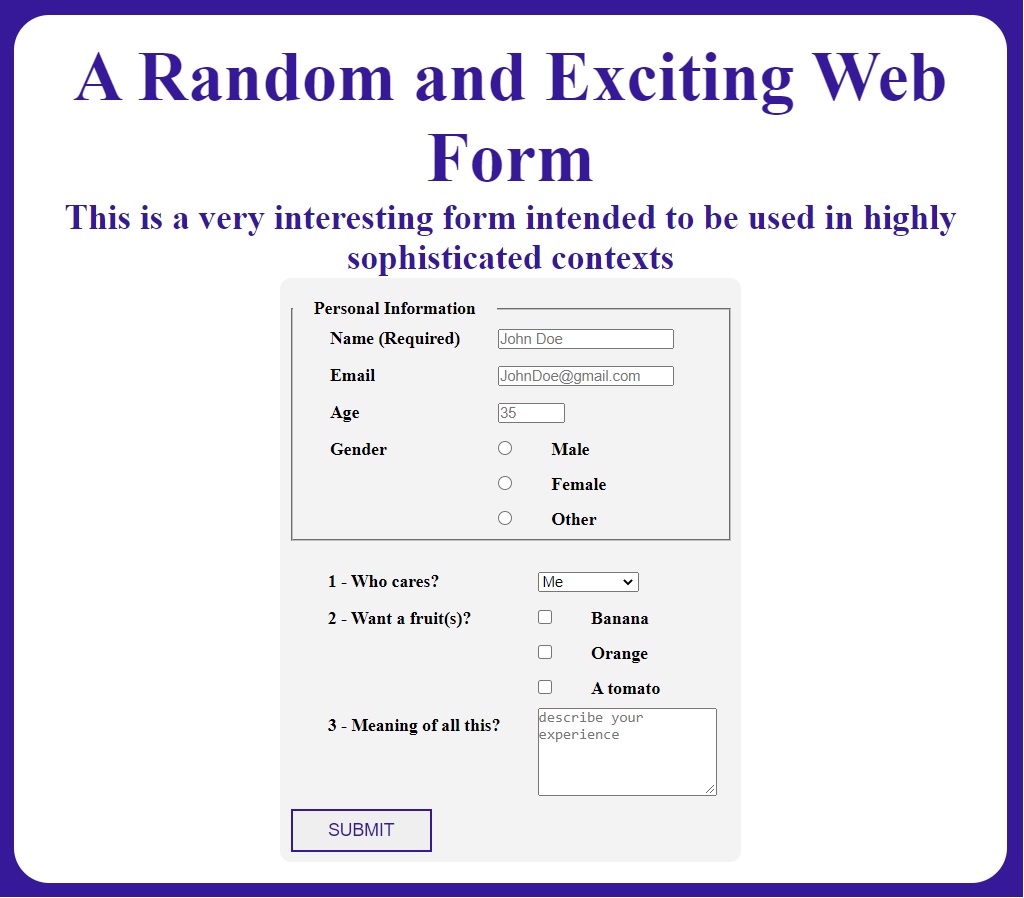 A Random and Exciting Web
Form
This is a very interesting form intended to be used in highly
sophisticated contexts
Personal Information
Name (Required) John Doe
Email JohnDoe@gmail.com
Age 35
Gender Male
Female
Other
1 - Who cares? Me
2 - Want a fruit(s)? Banana
Orange
A tomato
3 - Meaning of all this? describe your
experience
SUBMIT